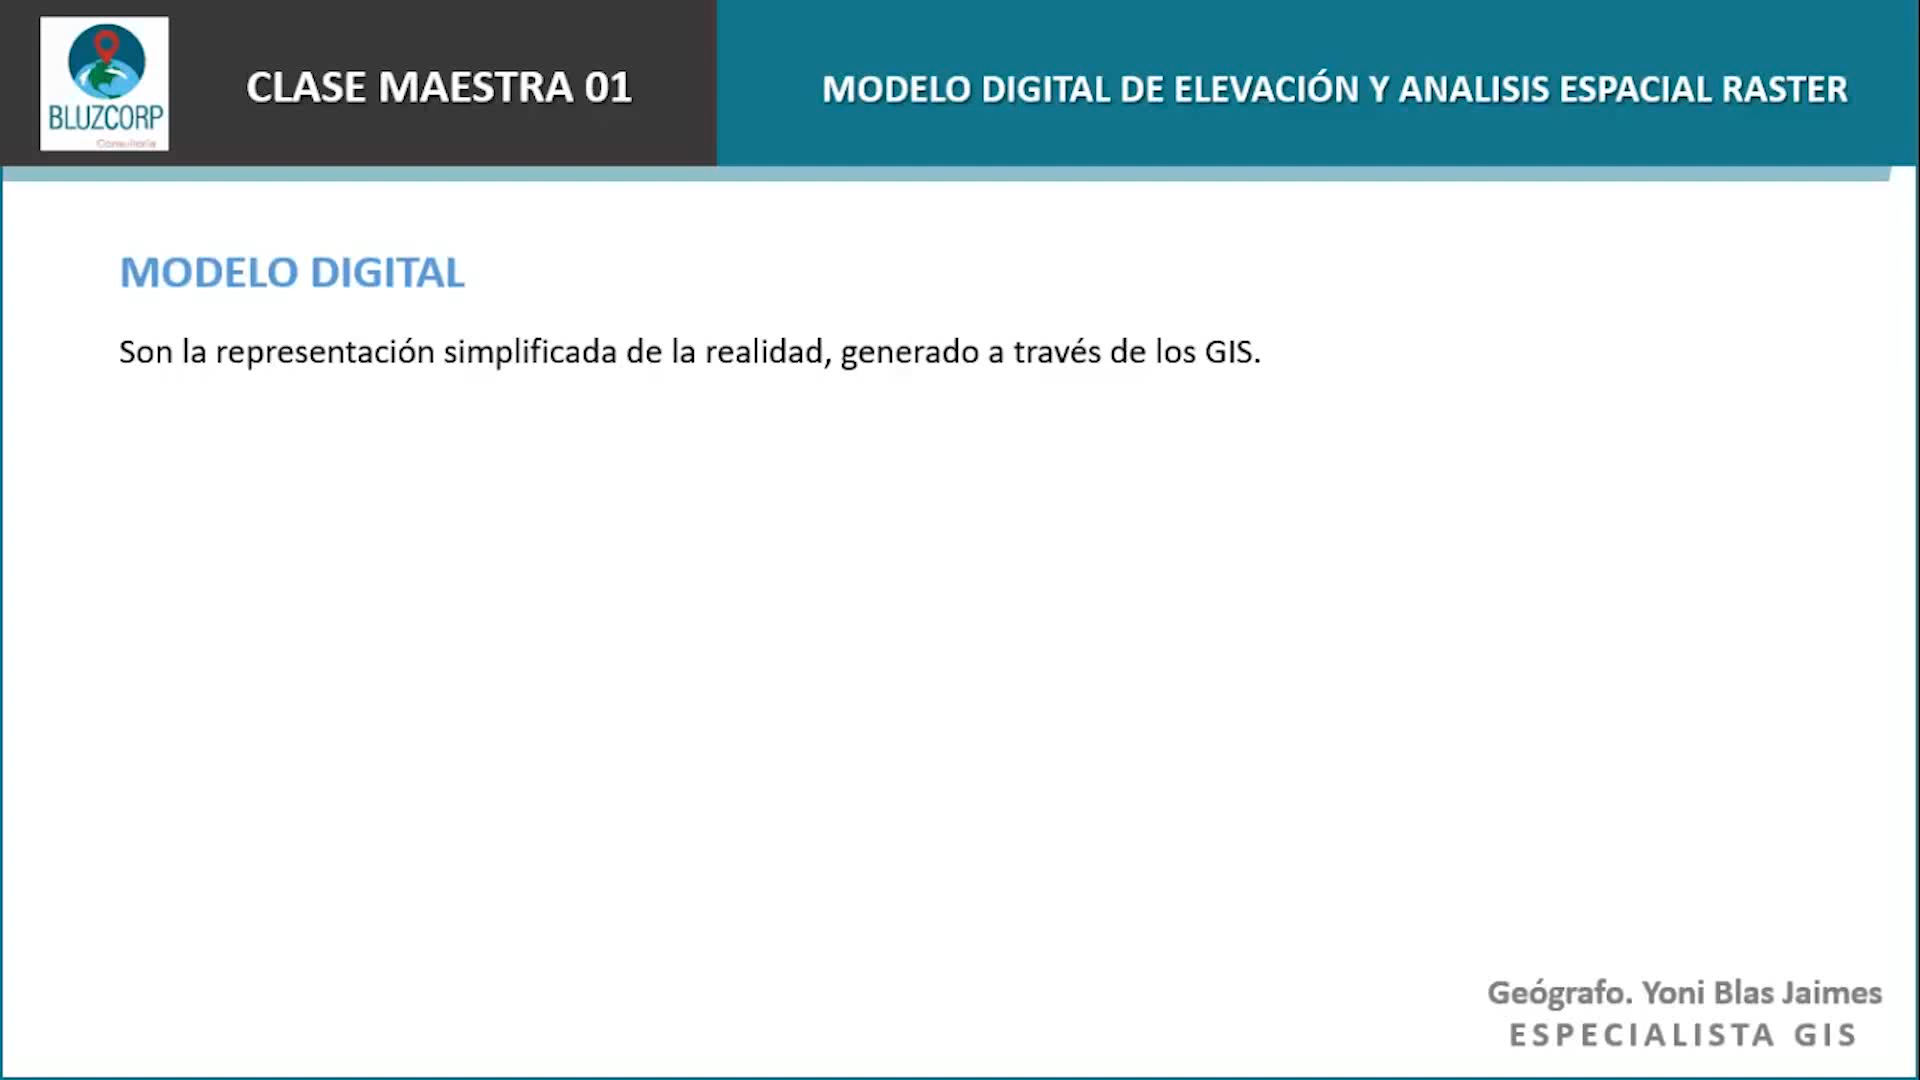 BLUZCORP
Consultoria
CLASE MAESTRA 01
MODELO DIGITAL DE ELEVACIÓN Y ANALISIS ESPACIAL RASTER
MODELO DIGITAL
Son la representación simplificada de la realidad, generado a través de los GIS.
Geógrafo. Yoni Blas Jaimes
ESPECIALISTA GIS